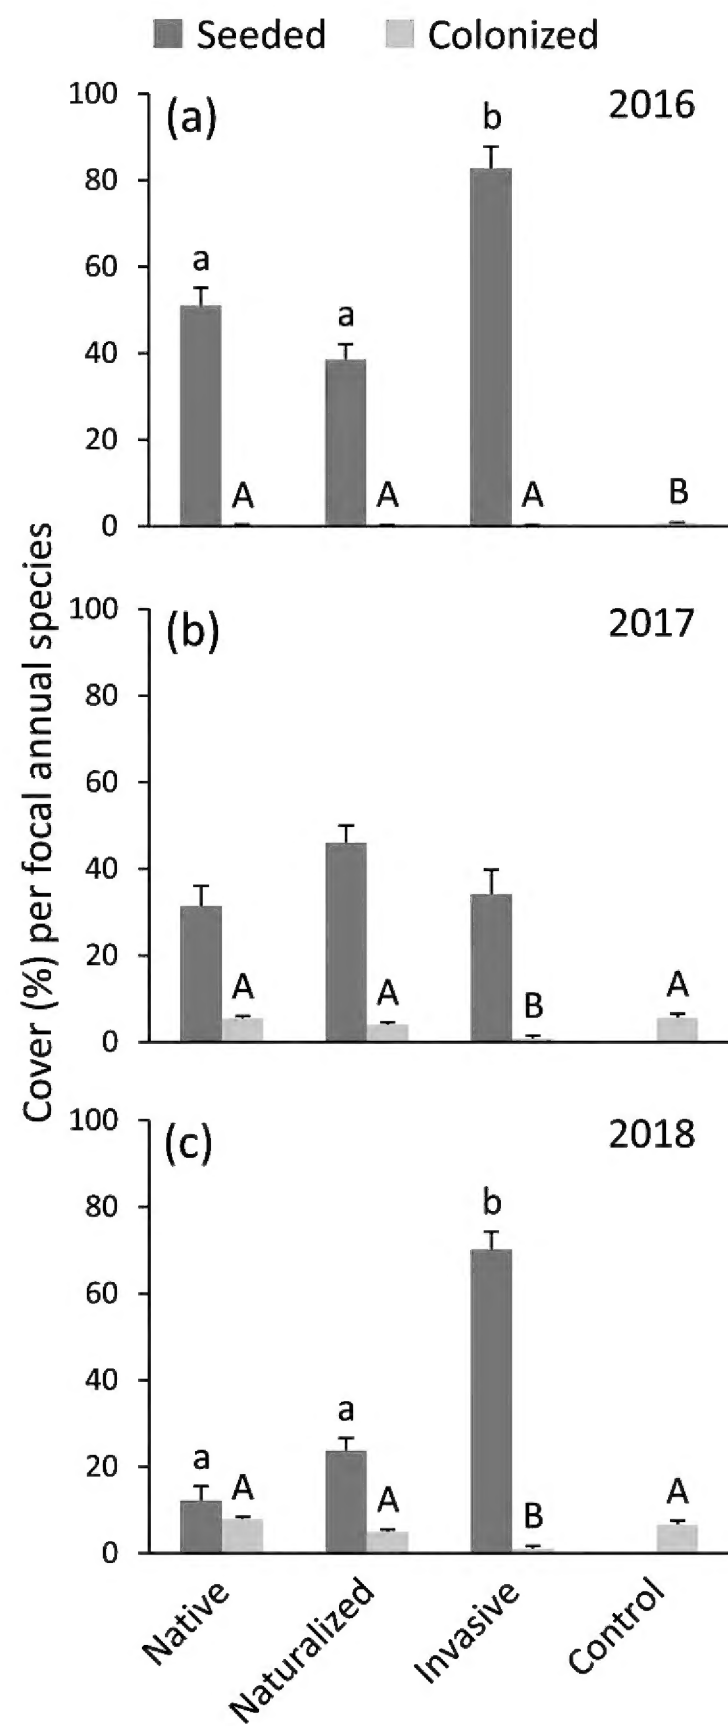 Seeded Colonized
Cover (%) per focal annual species
(a) 2016
100
80
60
40
20
0
a
a
b
A
A
A
B
(b) 2017
100
80
60
40
20
0
A
A
B
A
(c) 2018
100
80
60
40
20
0
a
a
b
A
A
B
A
Native
Naturalized
Invasive
Control